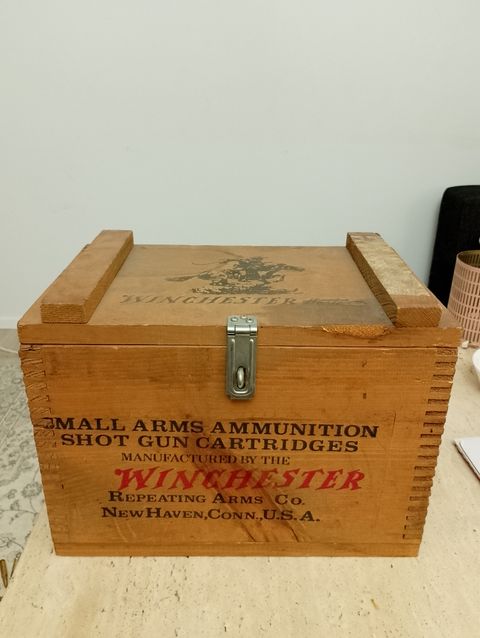 WINCHESTER
SMALL ARMS AMMUNITION
SHOT GUN CARTRIDGES
MANUFACTURED BY THE
WINCHESTER
REPEATING ARMS CO.
NEW HAVEN, CONN., U.S.A.